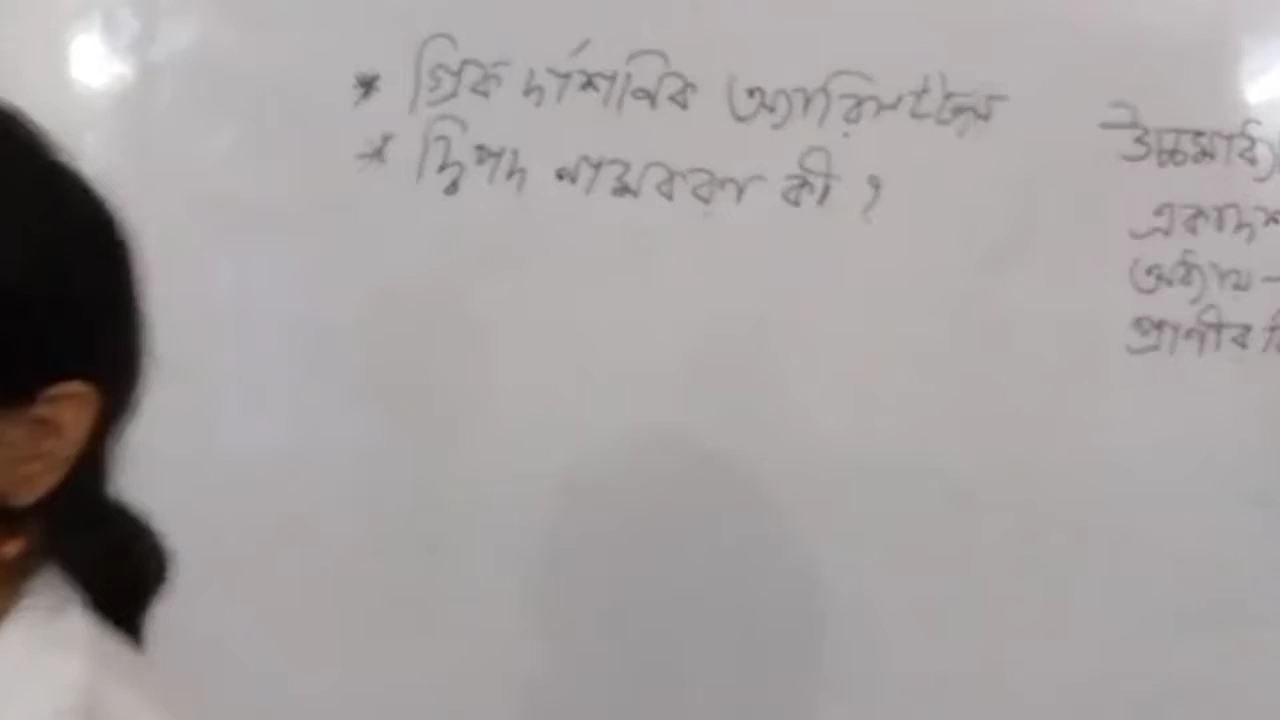 * গ্রিক দার্শনিক অ্যারিস্টটল
* দ্বিপদ নামকরণ কী ?
উচ্চমাধ্য
একাদশ
অধ্যায় -
প্রাণীর বি